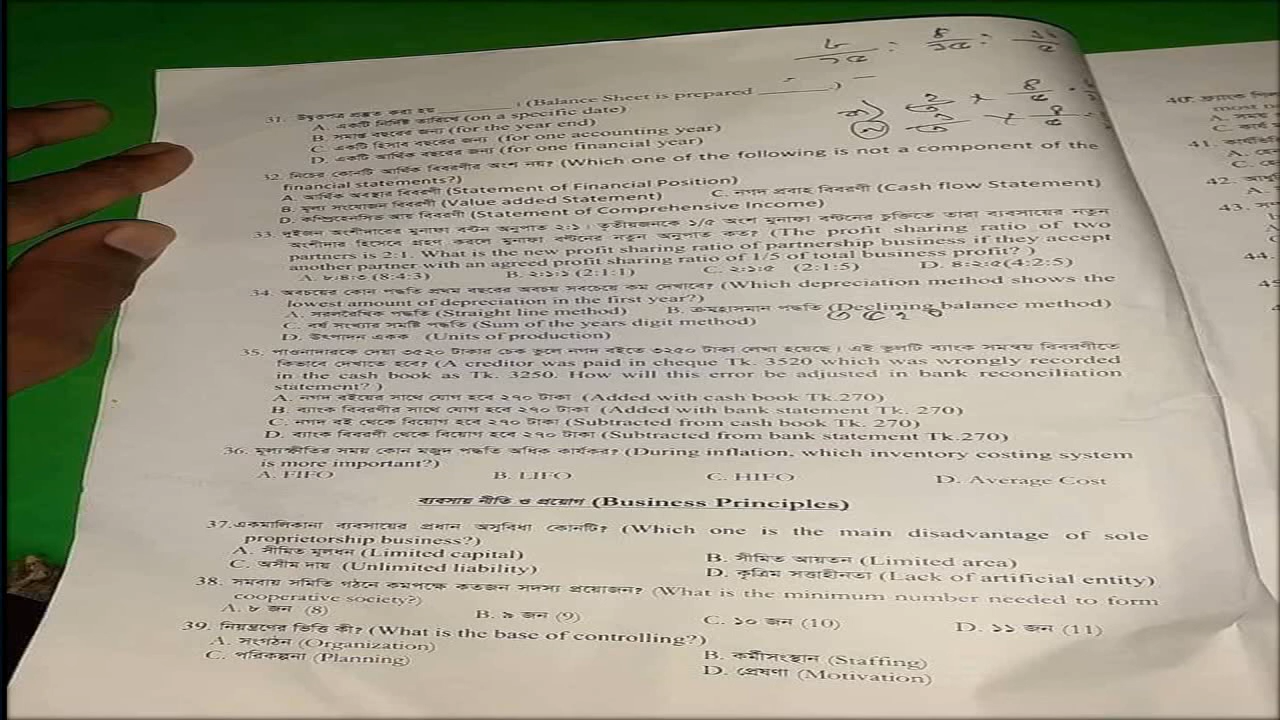 31. উদ্বৃত্তপত্র প্রস্তুত করা হয় ________ : (Balance Sheet is prepared ________)
A. একটি নির্দিষ্ট তারিখে (on a specific date)
B. সমাপ্ত বছরের জন্য (for the year end)
C. একটি হিসাব বছরের জন্য (for one accounting year)
D. একটি আর্থিক বছরের জন্য (for one financial year)
32. নিচের কোনটি আর্থিক বিবরণীর অংশ নয়? (Which one of the following is not a component of the
financial statements?)
A. আর্থিক অবস্থার বিবরণী (Statement of Financial Position)
B. মূল্য সংযোজন বিবরণী (Value added Statement) C. নগদ প্রবাহ বিবরণী (Cash flow Statement)
D. কম্প্রিহেনসিভ আয় বিবরণী (Statement of Comprehensive Income)
33. দুইজন অংশীদারের মুনাফা বন্টন অনুপাত ২:১। তৃতীয়জনকে ১/৫ অংশ মুনাফা বন্টনের চুক্তিতে তারা ব্যবসায়ের নতুন
অংশীদার হিসেবে গ্রহণ করলে মুনাফা বন্টনের নতুন অনুপাত কত? (The profit sharing ratio of two
partners is 2:1. What is the new profit sharing ratio of partnership business if they accept
another partner with an agreed profit sharing ratio of 1/5 of total business profit? )
A. ৮:৪:৩ (8:4:3) B. ২:১:১ (2:1:1) C. ২:১:৫ (2:1:5) D. ৪:২:৫(4:2:5)
34. অবচয়ের কোন পদ্ধতি প্রথম বছরের অবচয় সবচেয়ে কম দেখাবে? (Which depreciation method shows the
lowest amount of depreciation in the first year?)
A. সরলরৈখিক পদ্ধতি (Straight line method) B. ক্রমহ্রাসমান পদ্ধতি (Declining balance method)
C. বর্ষ সংখ্যার সমষ্টি পদ্ধতি (Sum of the years digit method)
D. উৎপাদন একক (Units of production)
35. পাওনাদারকে দেয়া ৩৫২০ টাকার চেক ভুলে নগদ বইতে ৩২৫০ টাকা লেখা হয়েছে। এই ভুলটি ব্যাংক সমন্বয় বিবরণীতে
কিভাবে দেখাতে হবে? (A creditor was paid in cheque Tk. 3520 which was wrongly recorded
in the cash book as Tk. 3250. How will this error be adjusted in bank reconciliation
statement? )
A. নগদ বইয়ের সাথে যোগ হবে ২৭০ টাকা (Added with cash book Tk.270)
B. ব্যাংক বিবরণীর সাথে যোগ হবে ২৭০ টাকা (Added with bank statement Tk. 270)
C. নগদ বই থেকে বিয়োগ হবে ২৭০ টাকা (Subtracted from cash book Tk. 270)
D. ব্যাংক বিবরণী থেকে বিয়োগ হবে ২৭০ টাকা (Subtracted from bank statement Tk.270)
36. মূল্যস্ফীতির সময় কোন মজুদ পদ্ধতি অধিক কার্যকর? (During inflation, which inventory costing system
is more important?)
A. FIFO B. LIFO C. HIFO D. Average Cost
ব্যবসায় নীতি ও প্রয়োগ (Business Principles)
37.একমালিকানা ব্যবসায়ের প্রধান অসুবিধা কোনটি? (Which one is the main disadvantage of sole
proprietorship business?)
A. সীমিত মূলধন (Limited capital) B. সীমিত আয়তন (Limited area)
C. অসীম দায় (Unlimited liability) D. কৃত্রিম সত্তাহীনতা (Lack of artificial entity)
38. সমবায় সমিতি গঠনে কমপক্ষে কতজন সদস্য প্রয়োজন? (What is the minimum number needed to form
cooperative society?)
A. ৮ জন (8) B. ৯ জন (9) C. ১০ জন (10) D. ১১ জন (11)
39. নিয়ন্ত্রণের ভিত্তি কী? (What is the base of controlling?)
A. সংগঠন (Organization) B. কর্মীসংস্থান (Staffing)
C. পরিকল্পনা (Planning) D. প্রেষণা (Motivation)
40.
41.
A.
C.
42.
A.
43.
44.